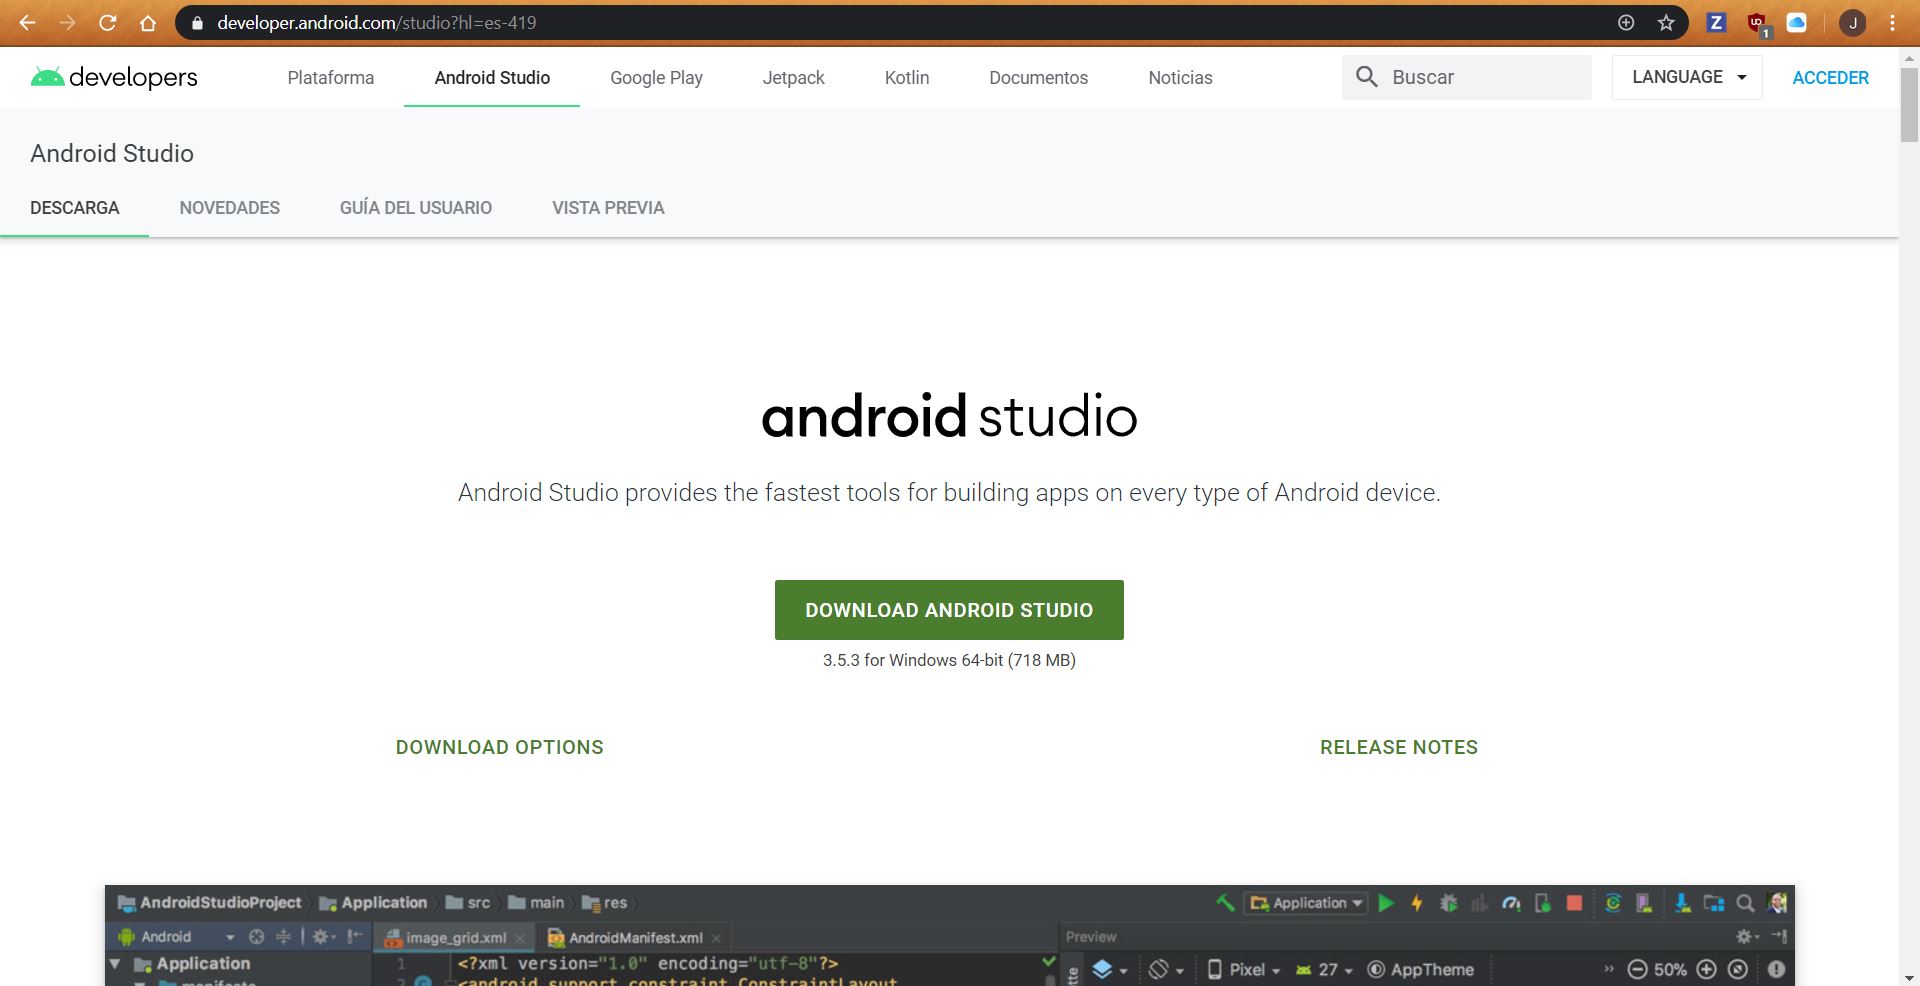 developer.android.com/studio?hl=es-419
Z
1
J
developers
Plataforma
Android Studio
Google Play
Jetpack
Kotlin
Documentos
Noticias
Buscar
LANGUAGE
ACCEDER
Android Studio
DESCARGA
NOVEDADES
GUÍA DEL USUARIO
VISTA PREVIA
android studio
Android Studio provides the fastest tools for building apps on every type of Android device.
DOWNLOAD ANDROID STUDIO
3.5.3 for Windows 64-bit (718 MB)
DOWNLOAD OPTIONS
RELEASE NOTES
AndroidStudioProject
Application
src
main
res
Application
Android
image_grid.xml
AndroidManifest.xml
Preview
Application
1
<?xml version="1.0" encoding="utf-8"?>
Pixel
27
AppTheme
50%
manifests
2
<android.support.constraint.ConstraintLayout